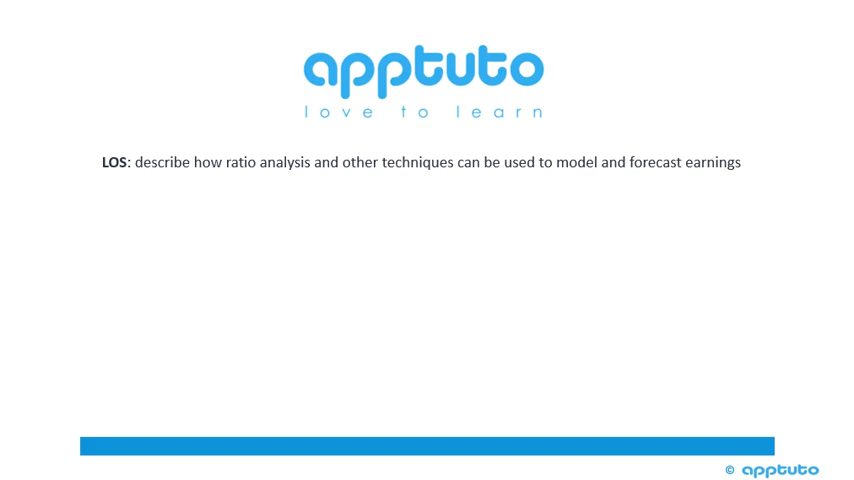 apptuto
love to learn
LOS: describe how ratio analysis and other techniques can be used to model and forecast earnings
© apptuto